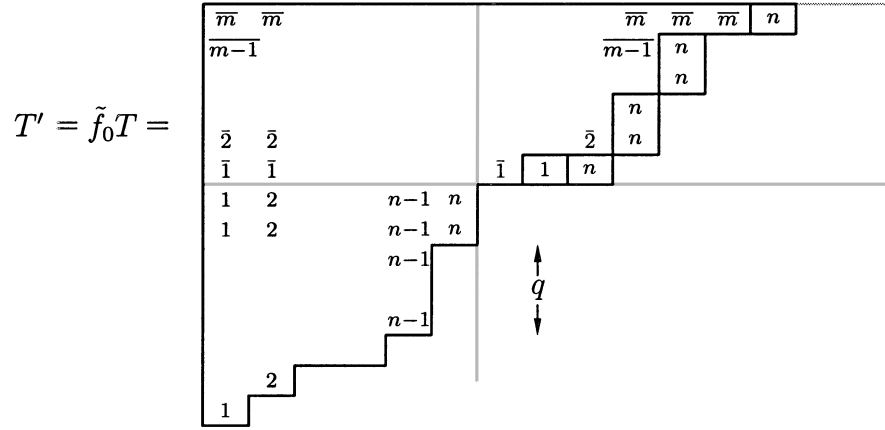 m̅ m̅ m̅ m̅ m̅ n
m̅-̅1̅ m̅-̅1̅ n
n
n
T′ = f̃₀T = 2̄ 2̄ 2̄ n
1̄ 1̄ 1̄ 1 n
1 2 n−1 n
1 2 n−1 n
n−1
q
n−1
2
1